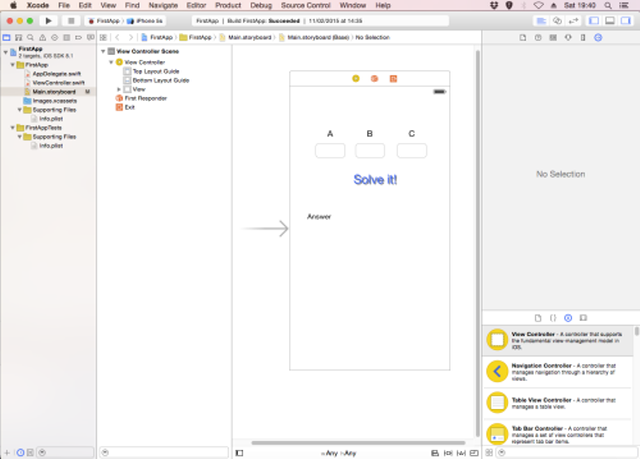 Xcode File Edit View Find Navigate Editor Product Debug Source Control Window Help Sat 19:40
FirstApp iPhone 5s FirstApp | Build FirstApp: Succeeded | 11/02/2015 at 14:35
FirstApp FirstApp Main.storyboard Main.storyboard (Base) No Selection
FirstApp
2 targets, iOS SDK 8.1
FirstApp
AppDelegate.swift
ViewController.swift
Main.storyboard M
Images.xcassets
Supporting Files
Info.plist
FirstAppTests
Supporting Files
Info.plist
View Controller Scene
View Controller
Top Layout Guide
Bottom Layout Guide
View
First Responder
Exit
A B C
Solve it!
Answer
wAny hAny
No Selection
View Controller - A controller that
supports the fundamental view-management model in
iOS.
Navigation Controller - A controller that
manages navigation through a hierarchy of
views.
Table View Controller - A controller that
manages a table view.
Tab Bar Controller - A controller that
manages a set of view controllers that
represent tab bar items.